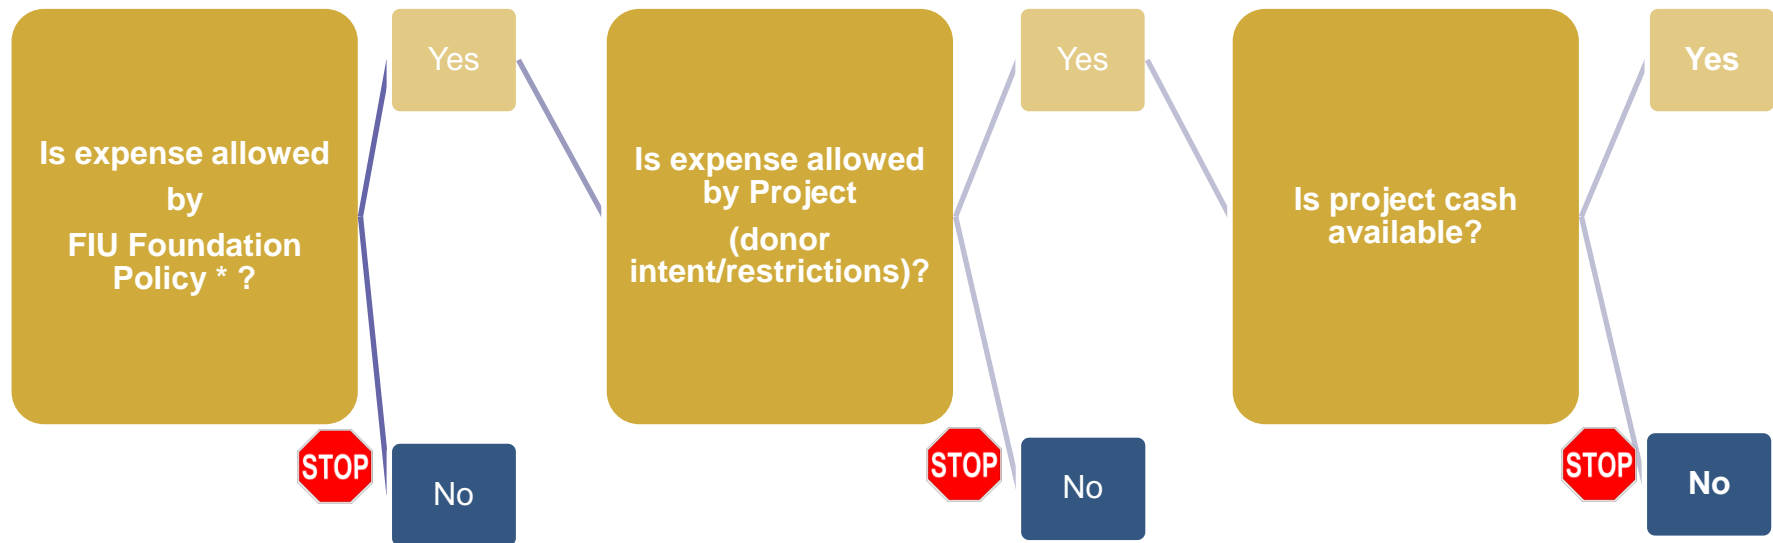 Is expense allowed
by
FIU Foundation
Policy * ?
Yes
STOP
No
Is expense allowed
by Project
(donor
intent/restrictions)?
Yes
STOP
No
Is project cash
available?
Yes
STOP
No